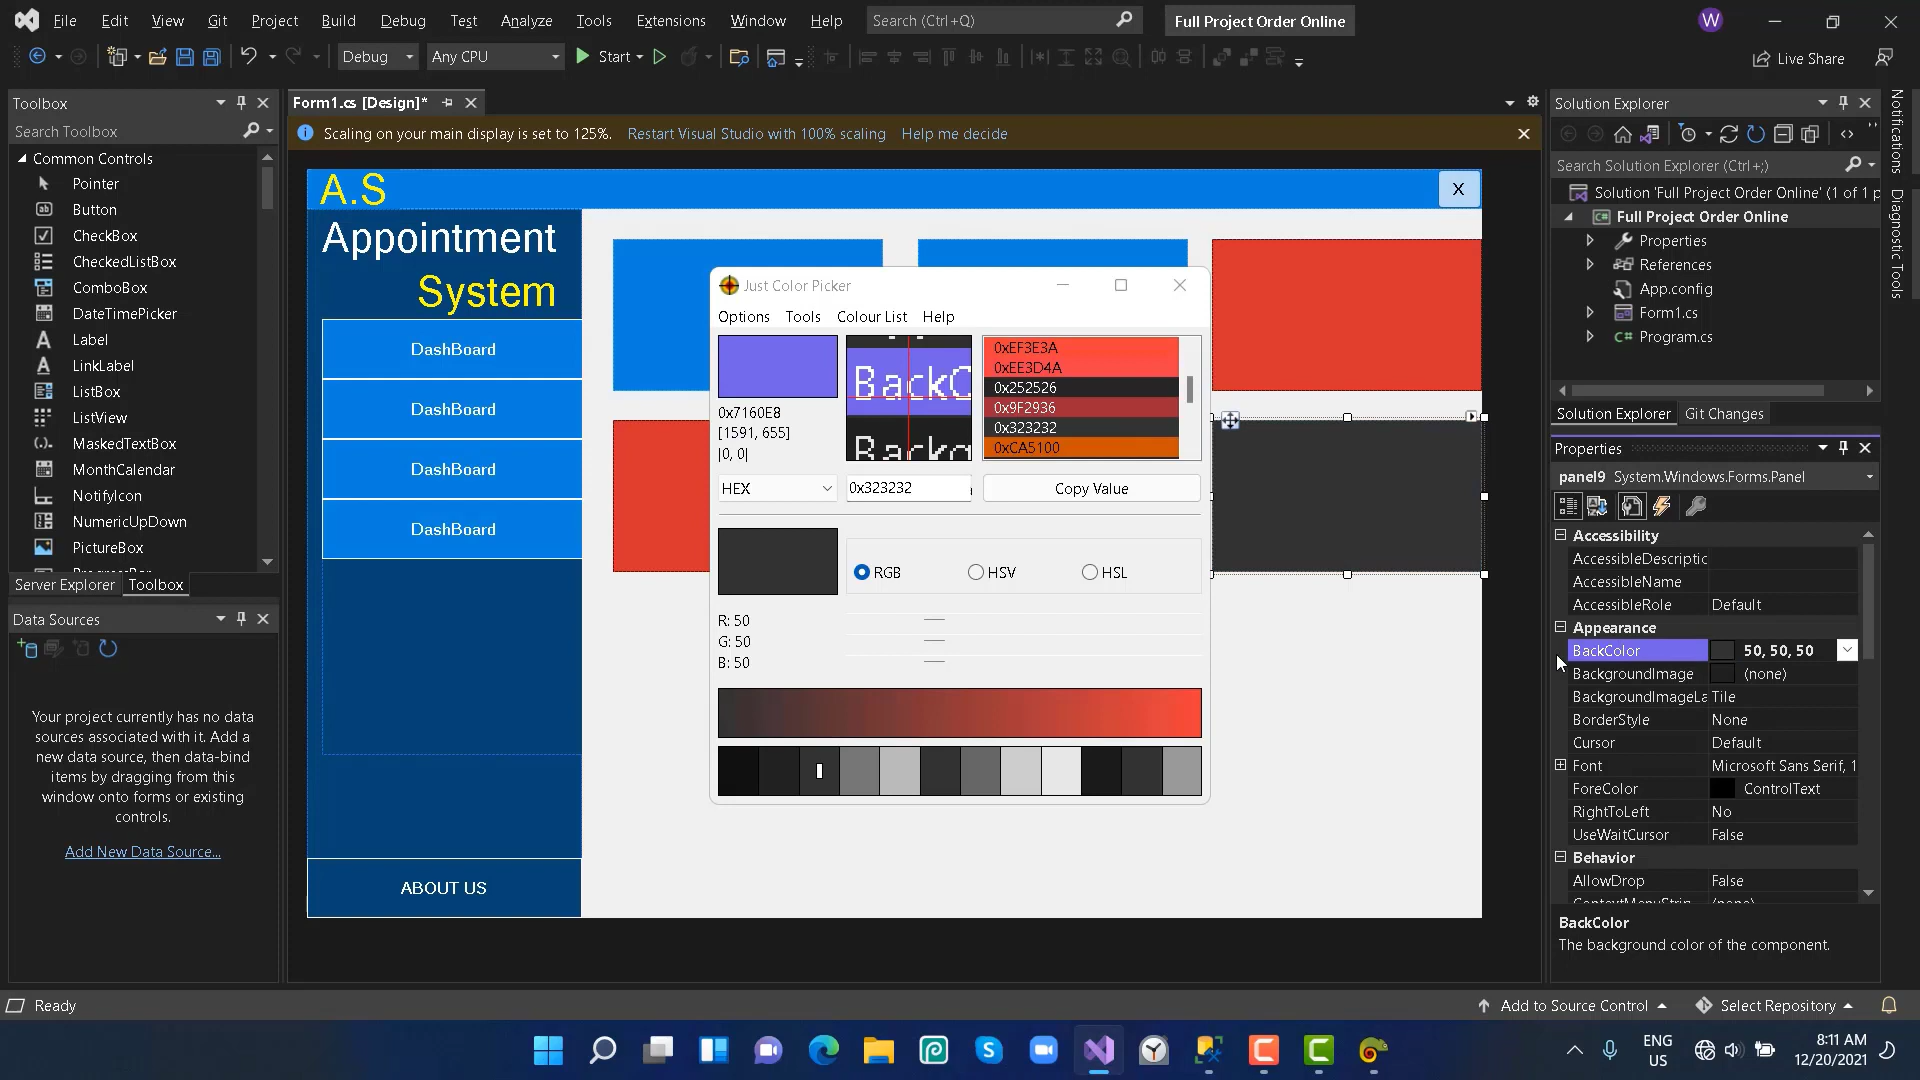 File Edit View Git Project Build Debug Test Analyze Tools Extensions Window Help Search (Ctrl+Q) Full Project Order Online W
Debug Any CPU Start Live Share
Toolbox
Search Toolbox
Common Controls
Pointer
Button
CheckBox
CheckedListBox
ComboBox
DateTimePicker
Label
LinkLabel
ListBox
ListView
MaskedTextBox
MonthCalendar
NotifyIcon
NumericUpDown
PictureBox
Server Explorer Toolbox
Data Sources
Your project currently has no data
sources associated with it. Add a
new data source, then data-bind
items by dragging from this
window onto forms or existing
controls.
Add New Data Source...
Form1.cs [Design]*
Scaling on your main display is set to 125%. Restart Visual Studio with 100% scaling Help me decide
A.S
X
Appointment
System
DashBoard
DashBoard
DashBoard
DashBoard
ABOUT US
Just Color Picker
Options Tools Colour List Help
0x7160E8
[1591, 655]
|0, 0|
BackC
Backg
0xEF3E3A
0xEE3D4A
0x252526
0x9F2936
0x323232
0xCA5100
HEX 0x323232 Copy Value
RGB HSV HSL
R: 50
G: 50
B: 50
Solution Explorer
Search Solution Explorer (Ctrl+;)
Solution 'Full Project Order Online' (1 of 1 p
Full Project Order Online
Properties
References
App.config
Form1.cs
Program.cs
Solution Explorer Git Changes
Properties
panel9 System.Windows.Forms.Panel
Accessibility
AccessibleDescriptic
AccessibleName
AccessibleRole Default
Appearance
BackColor 50, 50, 50
BackgroundImage (none)
BackgroundImageLa Tile
BorderStyle None
Cursor Default
Font Microsoft Sans Serif, 1
ForeColor ControlText
RightToLeft No
UseWaitCursor False
Behavior
AllowDrop False
BackColor
The background color of the component.
Notifications
Diagnostic Tools
Ready
Add to Source Control Select Repository
ENG
US
8:11 AM
12/20/2021